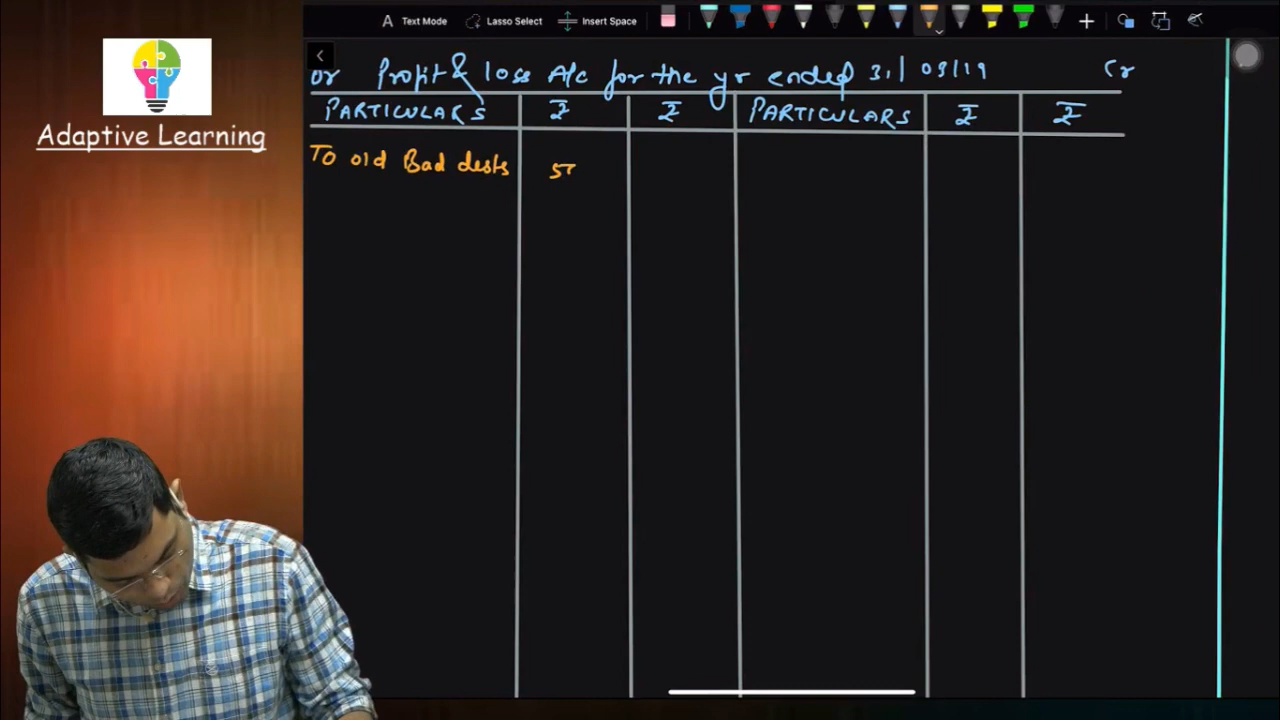 Text Mode Lasso Select Insert Space
Adaptive Learning
Dr Profit & loss A/c for the yr ended 31/03/19 Cr
PARTICULARS ₹ ₹ PARTICULARS ₹ ₹
To old Bad debts